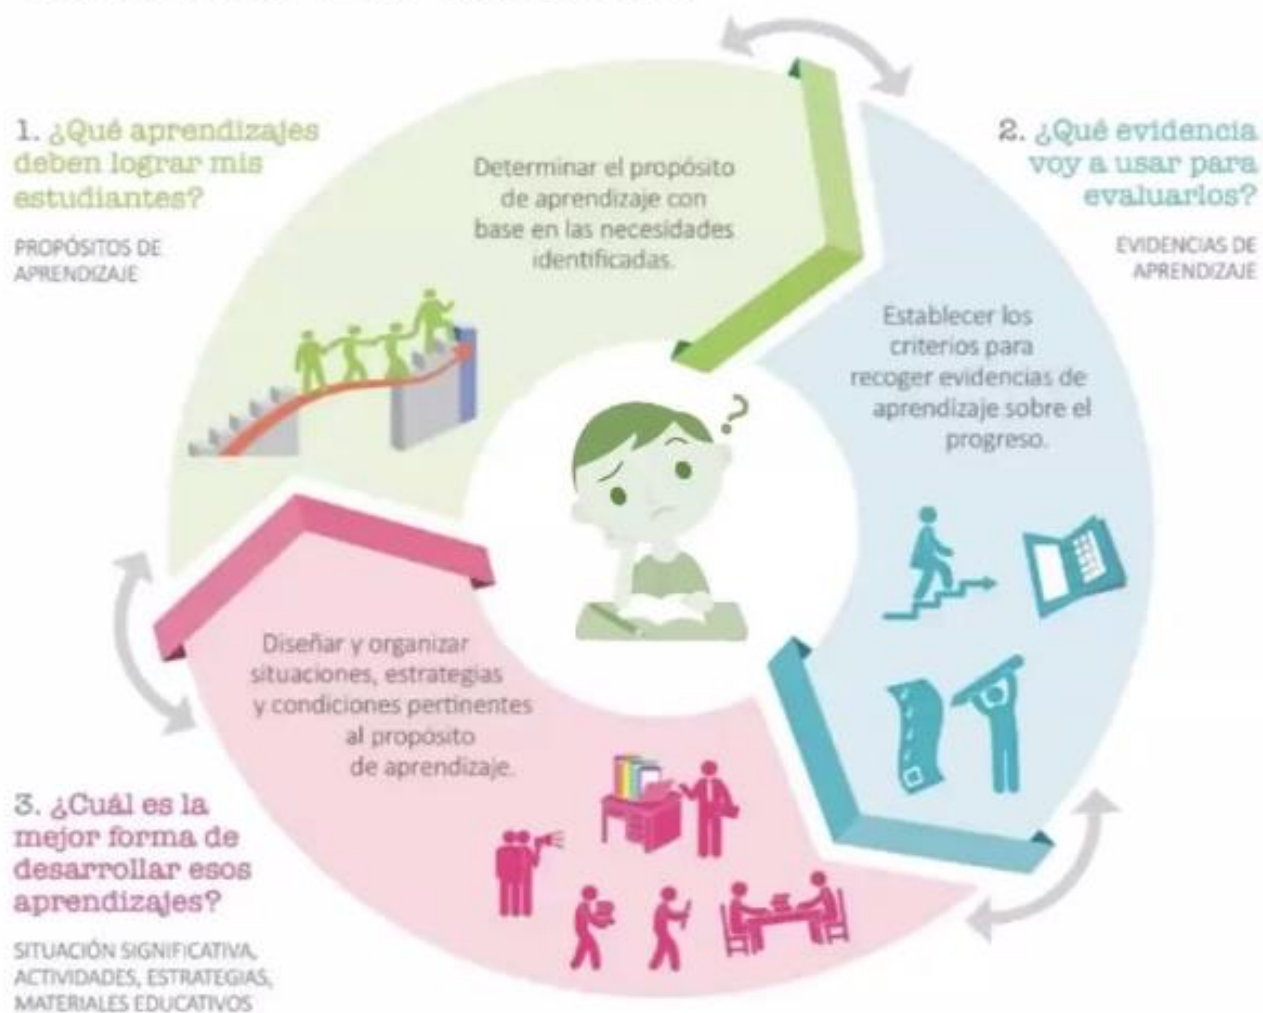 1. ¿Qué aprendizajes
deben lograr mis
estudiantes?
PROPÓSITOS DE
APRENDIZAJE
Determinar el propósito
de aprendizaje con
base en las necesidades
identificadas.
2. ¿Qué evidencia
voy a usar para
evaluarlos?
EVIDENCIAS DE
APRENDIZAJE
Establecer los
criterios para
recoger evidencias de
aprendizaje sobre el
progreso.
?
Diseñar y organizar
situaciones, estrategias
y condiciones pertinentes
al propósito
de aprendizaje.
3. ¿Cuál es la
mejor forma de
desarrollar esos
aprendizajes?
SITUACIÓN SIGNIFICATIVA,
ACTIVIDADES, ESTRATEGIAS,
MATERIALES EDUCATIVOS